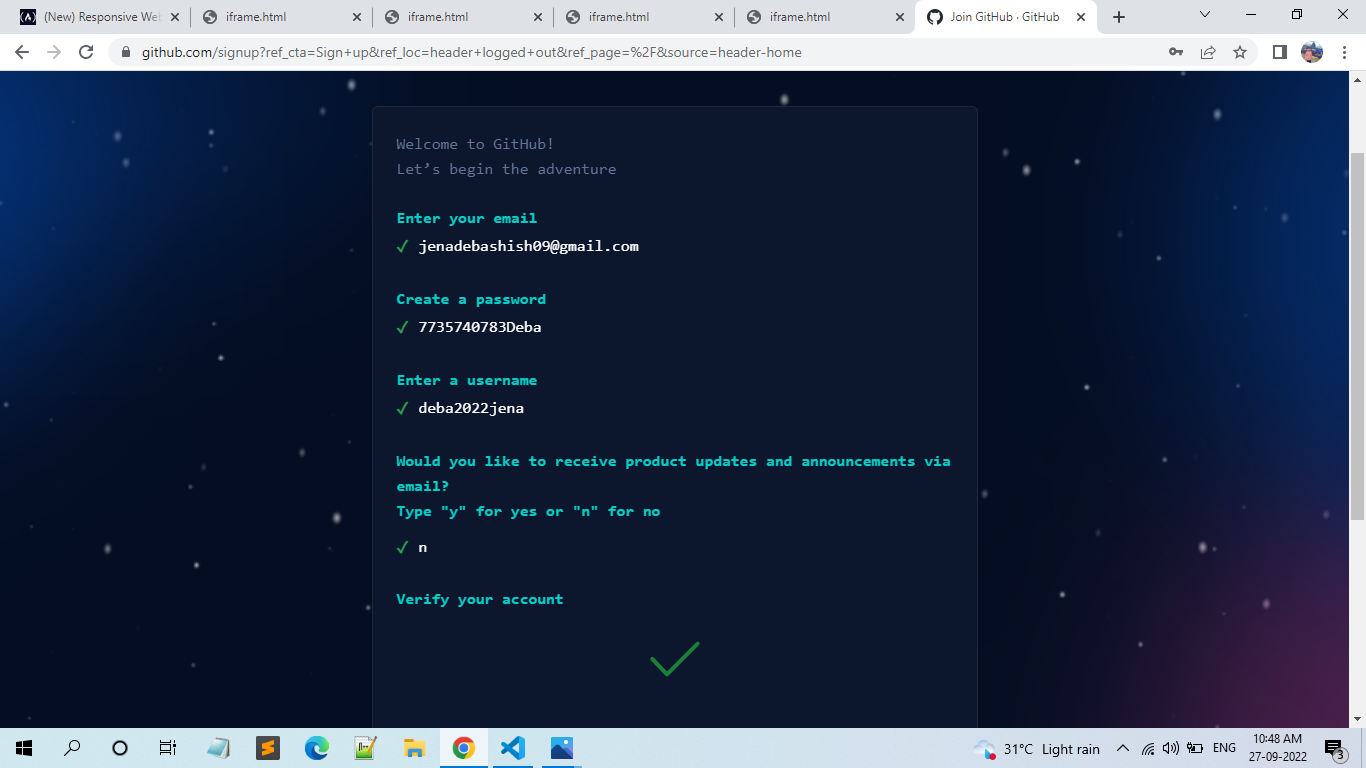 (New) Responsive Web
iframe.html
iframe.html
iframe.html
iframe.html
Join GitHub · GitHub
github.com/signup?ref_cta=Sign+up&ref_loc=header+logged+out&ref_page=%2F&source=header-home
Welcome to GitHub!
Let’s begin the adventure
Enter your email
✓ jenadebashish09@gmail.com
Create a password
✓ 7735740783Deba
Enter a username
✓ deba2022jena
Would you like to receive product updates and announcements via
email?
Type "y" for yes or "n" for no
✓ n
Verify your account
31°C Light rain
ENG
10:48 AM
27-09-2022
3